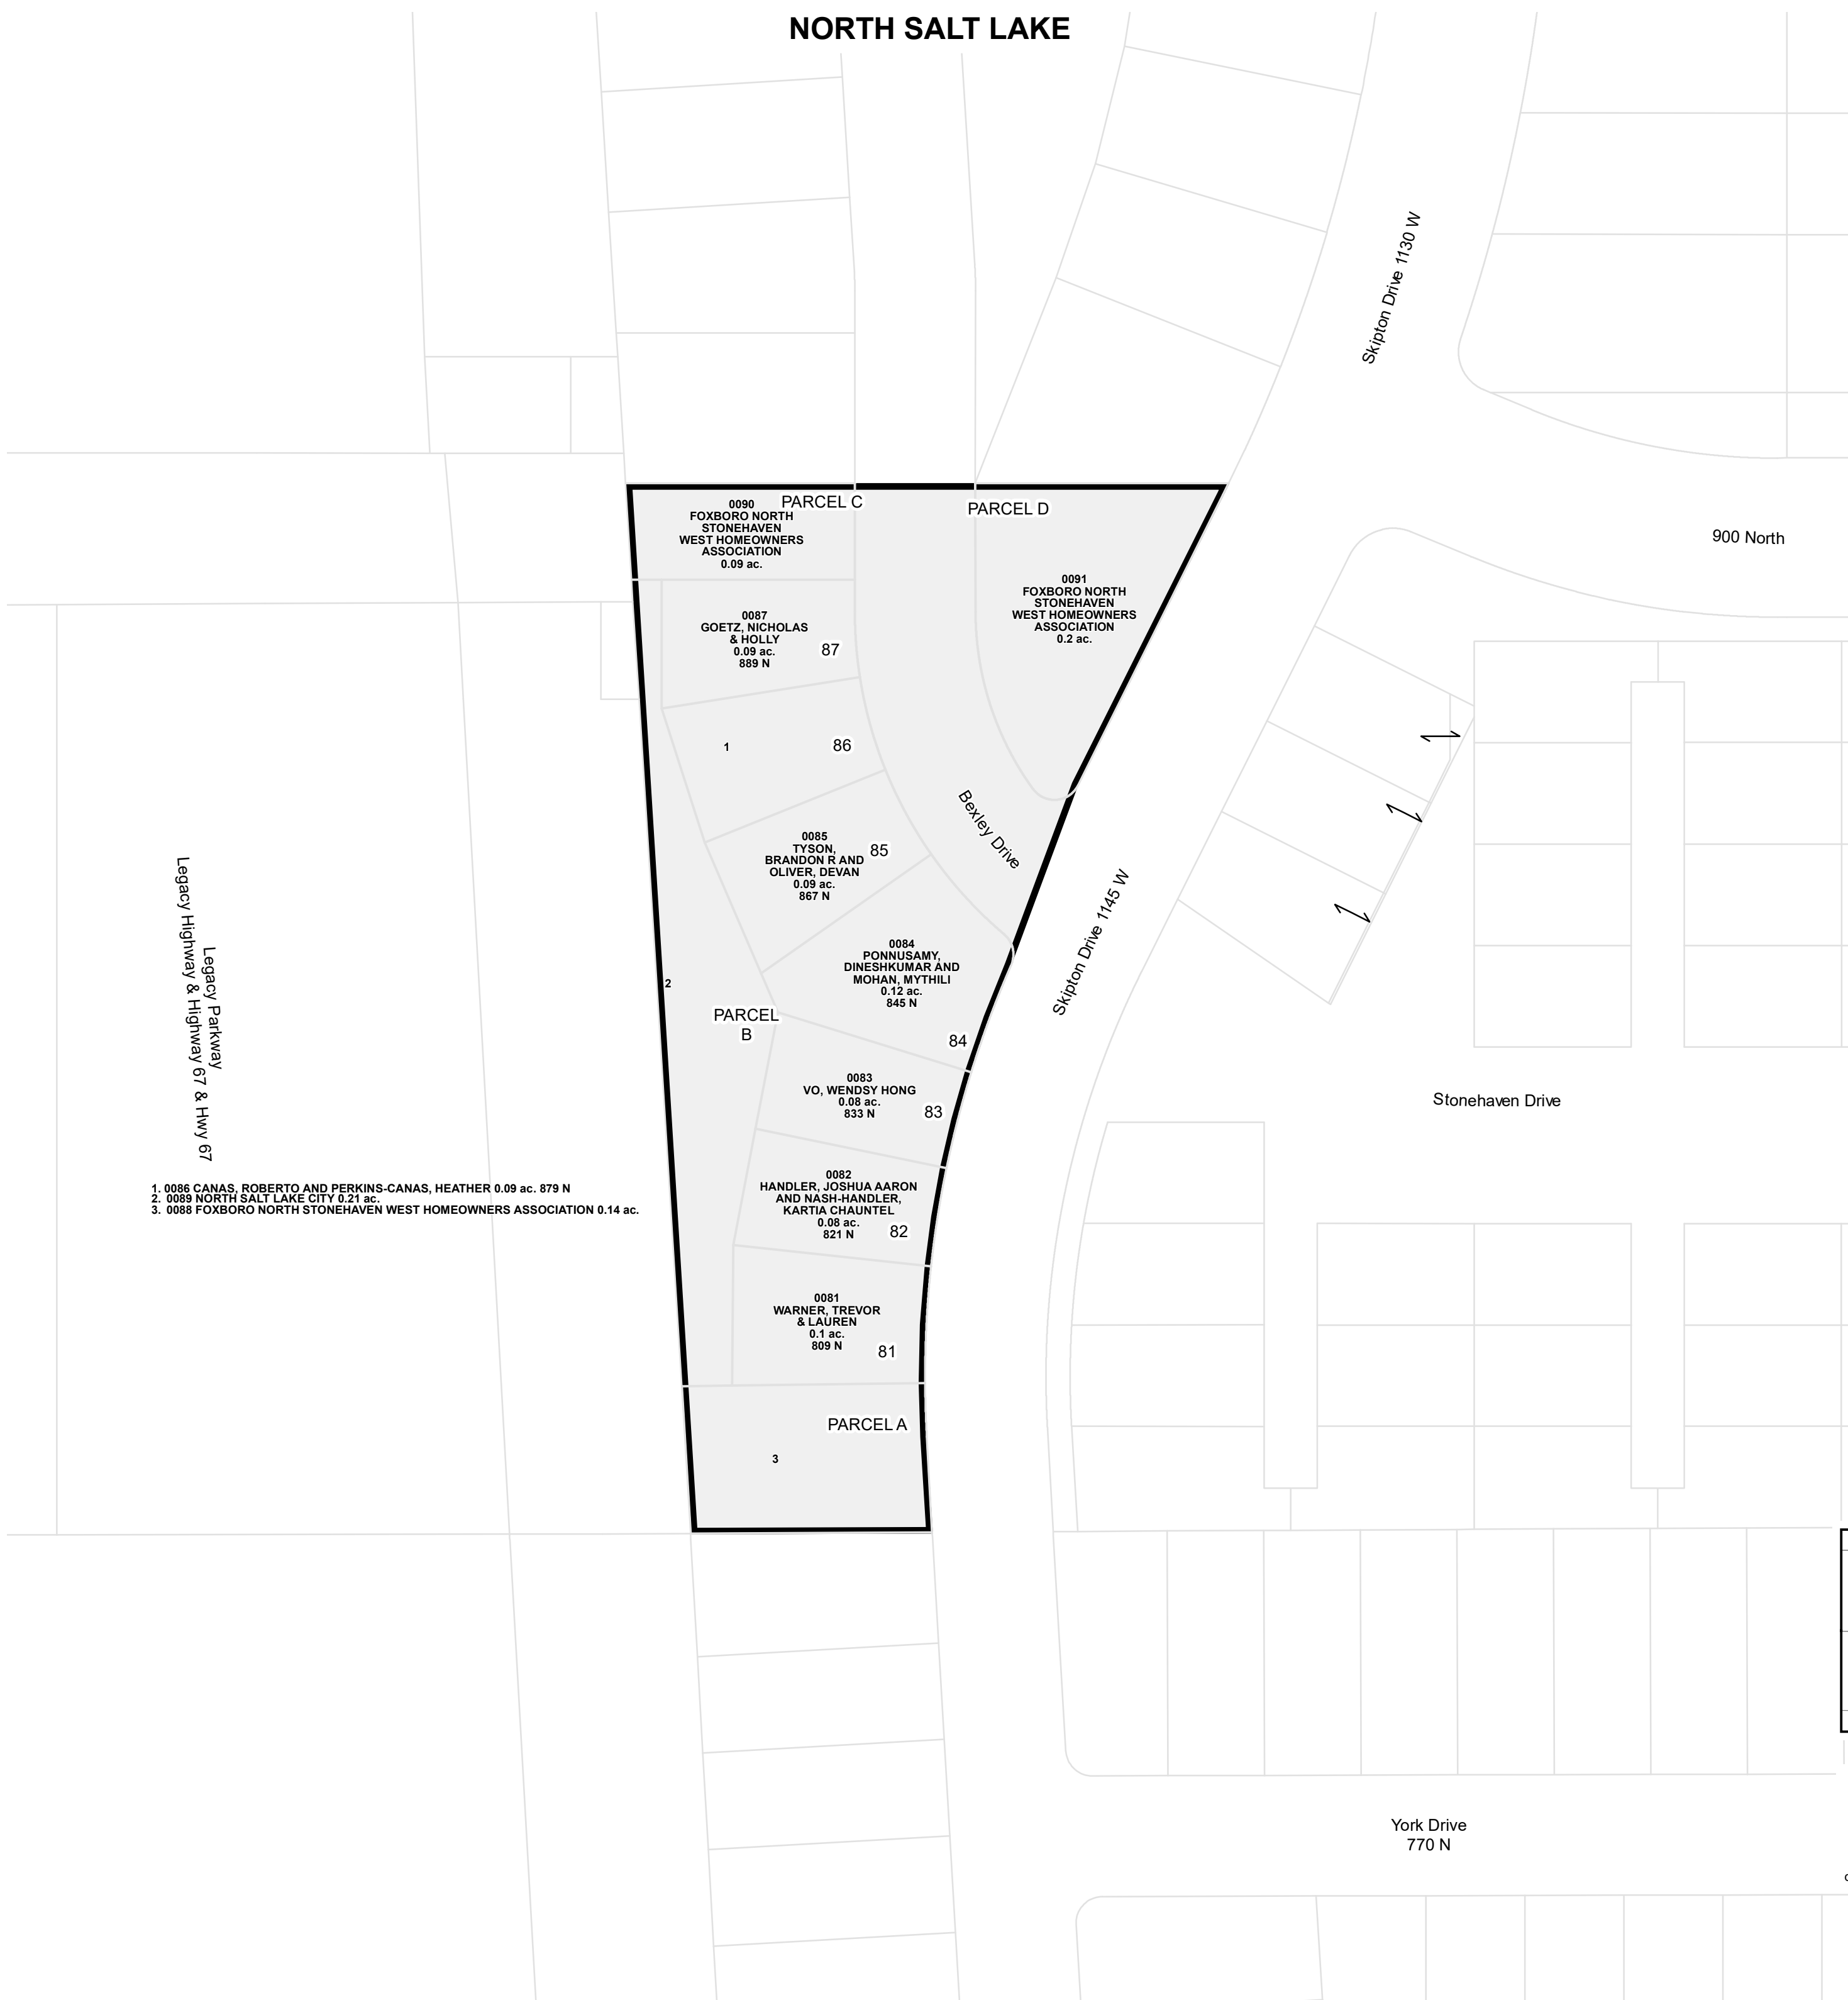 NORTH SALT LAKE
Skipton Drive 1130 W
PARCEL C
PARCEL D
0090
FOXBORO NORTH
STONEHAVEN
WEST HOMEOWNERS
ASSOCIATION
0.09 ac.
900 North
0091
FOXBORO NORTH
STONEHAVEN
WEST HOMEOWNERS
ASSOCIATION
0.2 ac.
0087
GOETZ, NICHOLAS
& HOLLY
0.09 ac.
889 N
87
1
86
Bexley Drive
0085
TYSON,
BRANDON R AND
OLIVER, DEVAN
0.09 ac.
867 N
85
Skipton Drive 1145 W
0084
PONNUSAMY,
DINESHKUMAR AND
MOHAN, MYTHILI
0.12 ac.
845 N
84
2
PARCEL
B
Legacy Parkway
Legacy Highway & Highway 67 & Hwy 67
0083
VO, WENDSY HONG
0.08 ac.
833 N
83
Stonehaven Drive
0082
HANDLER, JOSHUA AARON
AND NASH-HANDLER,
KARTIA CHAUNTEL
0.08 ac.
821 N
82
1. 0086 CANAS, ROBERTO AND PERKINS-CANAS, HEATHER 0.09 ac. 879 N
2. 0089 NORTH SALT LAKE CITY 0.21 ac.
3. 0088 FOXBORO NORTH STONEHAVEN WEST HOMEOWNERS ASSOCIATION 0.14 ac.
0081
WARNER, TREVOR
& LAUREN
0.1 ac.
809 N
81
PARCEL A
3
York Drive
770 N